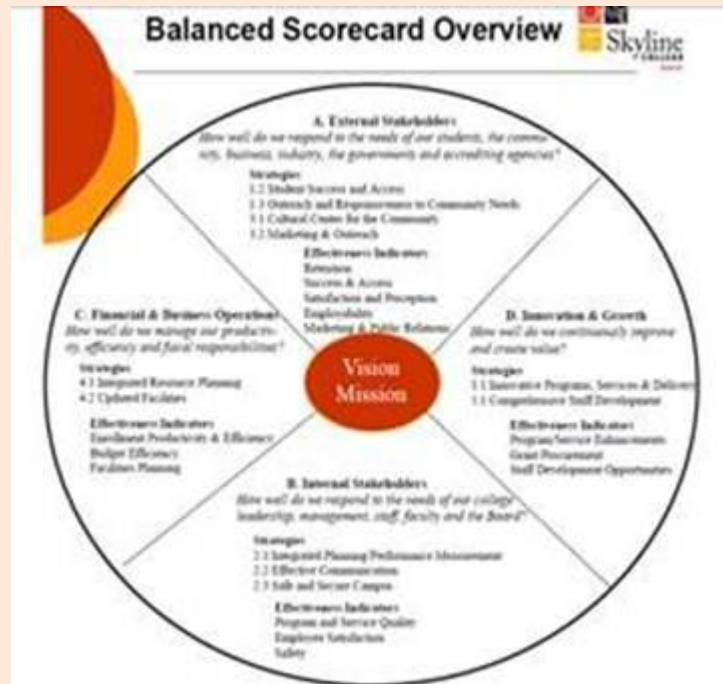 Balanced Scorecard Overview
Skyline
COLLEGE
A. External Stakeholders
How well do we respond to the needs of our students, the commu-
nity, business, industry, the governments and accrediting agencies?
Strategies
1.2 Student Success and Access
1.3 Outreach and Responsiveness to Community Needs
3.1 Cultural Center for the Community
3.2 Marketing & Outreach
Effectiveness Indicators
Retention
Success & Access
Satisfaction and Perception
Employability
Marketing & Public Relations
C. Financial & Business Operations
How well do we manage our productiv-
ity, efficiency and fiscal responsibilities?
Strategies
4.1 Integrated Resource Planning
4.2 Updated Facilities
Effectiveness Indicators
Enrollment Productivity & Efficiency
Budget Efficiency
Facilities Planning
Vision
Mission
D. Innovation & Growth
How well do we continually improve
and create value?
Strategies
Innovative Programs, Services & Delivery
Comprehensive Staff Development
Effectiveness Indicators
Program/Service Enhancements
Grant Procurement
Staff Development Opportunities
B. Internal Stakeholders
How well do we respond to the needs of our college
leadership, management, staff, faculty and the Board?
Strategies
2.1 Integrated Planning/Performance Measurement
2.2 Effective Communication
2.3 Safe and Secure Campus
Effectiveness Indicators
Program and Service Quality
Employee Satisfaction
Safety